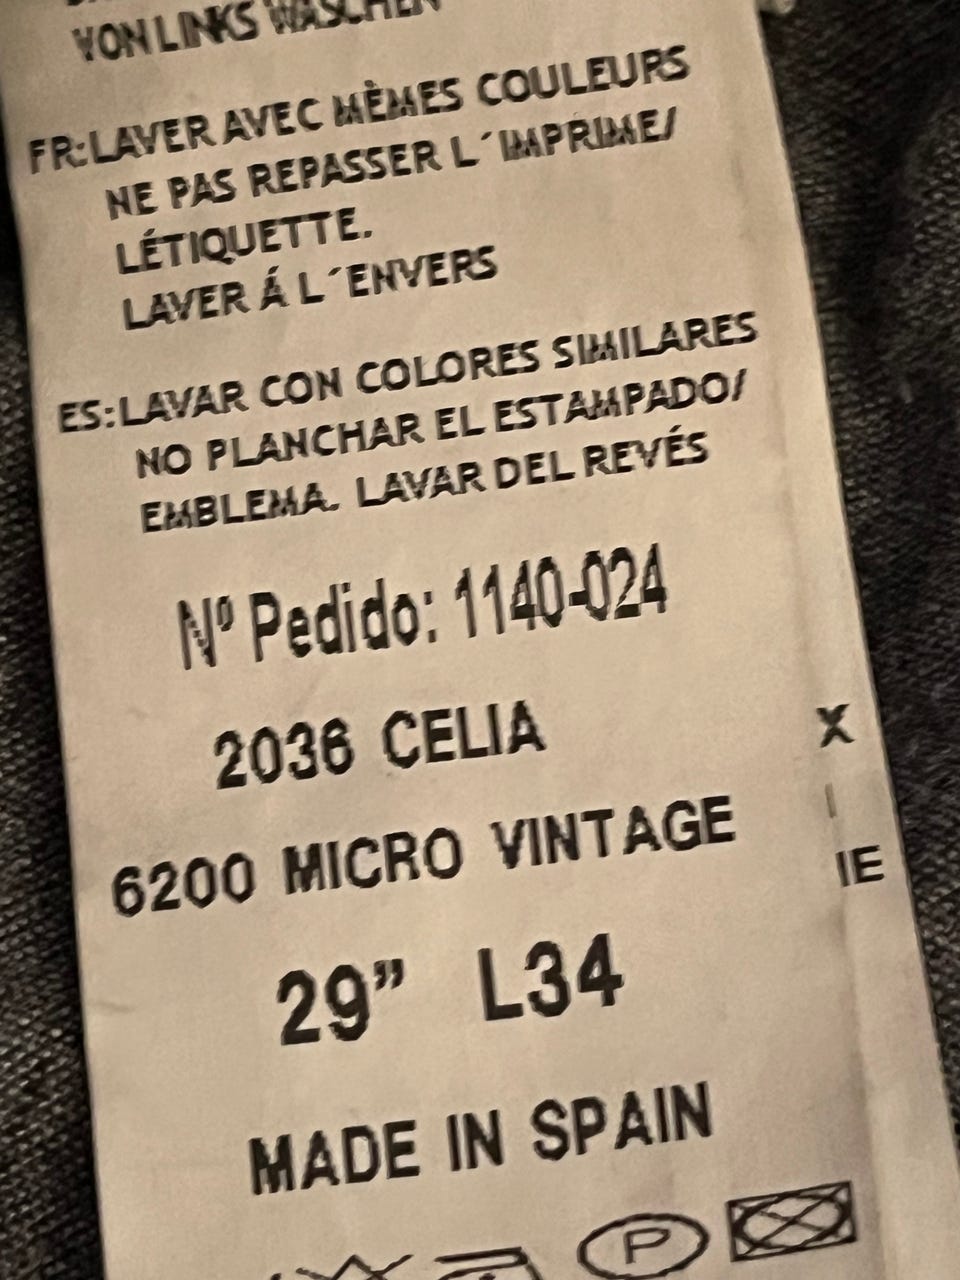 VON LINKS WASCHEN
FR:LAVER AVEC MÈMES COULEURS
NE PAS REPASSER L´IMPRIME/
LÉTIQUETTE.
LAVER Á L´ENVERS
ES:LAVAR CON COLORES SIMILARES
NO PLANCHAR EL ESTAMPADO/
EMBLEMA. LAVAR DEL REVÉS
Nº Pedido: 1140-024
2036 CELIA
X
6200 MICRO VINTAGE
IE
29” L34
MADE IN SPAIN
P